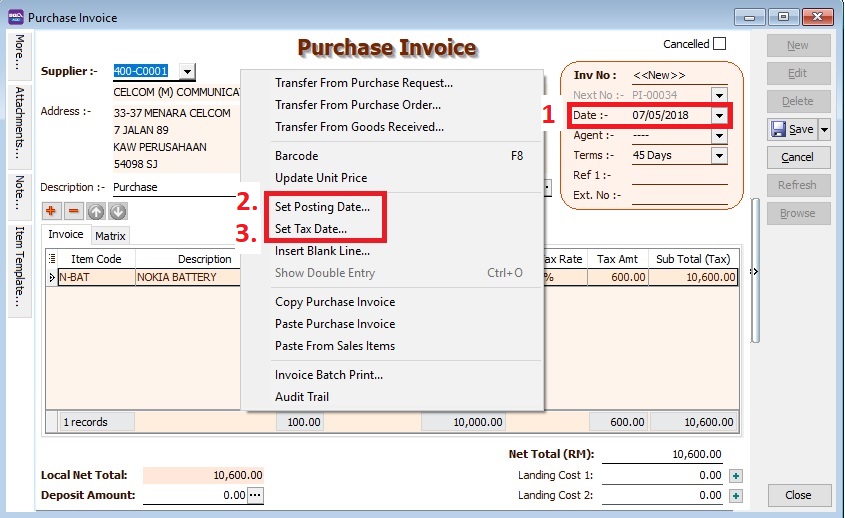 Purchase Invoice
More...
Attachments...
Note...
Item Template...
Purchase Invoice
Cancelled
Supplier :- 400-C0001
CELCOM (M) COMMUNICAT
Address :- 33-37 MENARA CELCOM
7 JALAN 89
KAW PERUSAHAAN
54098 SJ
Description :- Purchase
Inv No : <<New>>
Next No :- PI-00034
1 Date :- 07/05/2018
Agent :- ----
Terms : 45 Days
Ref 1 :-
Ext. No :-
New
Edit
Delete
Save
Cancel
Refresh
Browse
Transfer From Purchase Request...
Transfer From Purchase Order...
Transfer From Goods Received...
Barcode F8
Update Unit Price
2. Set Posting Date...
3. Set Tax Date...
Insert Blank Line...
Show Double Entry Ctrl+O
Copy Purchase Invoice
Paste Purchase Invoice
Paste From Sales Items
Invoice Batch Print...
Audit Trail
Invoice Matrix
Item Code Description Tax Rate Tax Amt Sub Total (Tax)
N-BAT NOKIA BATTERY % 600.00 10,600.00
1 records 100.00 10,000.00 600.00 10,600.00
Net Total (RM): 10,600.00
Local Net Total: 10,600.00
Landing Cost 1: 0.00
Deposit Amount: 0.00
Landing Cost 2: 0.00
Close